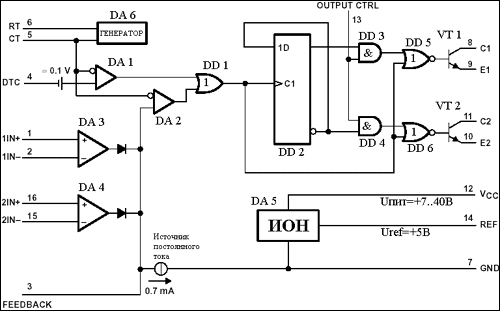 OUTPUT CTRL
13
RT 6
CT 5
DA 6
ГЕНЕРАТОР
DTC 4
= 0.1 V
DA 1
DD 1
1
DA 2
1D
C1
DD 2
DD 3
&
DD 5
1
VT 1
8 C1
9 E1
&
DD 4
1
DD 6
VT 2
11 C2
10 E2
1IN+ 1
1IN– 2
DA 3
+
–
2IN+ 16
2IN– 15
DA 4
+
–
DA 5
ИОН
12 VCC
Uпит=+7..40В
14 REF
Uref=+5В
7 GND
Источник
постоянного
тока
0.7 mA
3
FEEDBACK